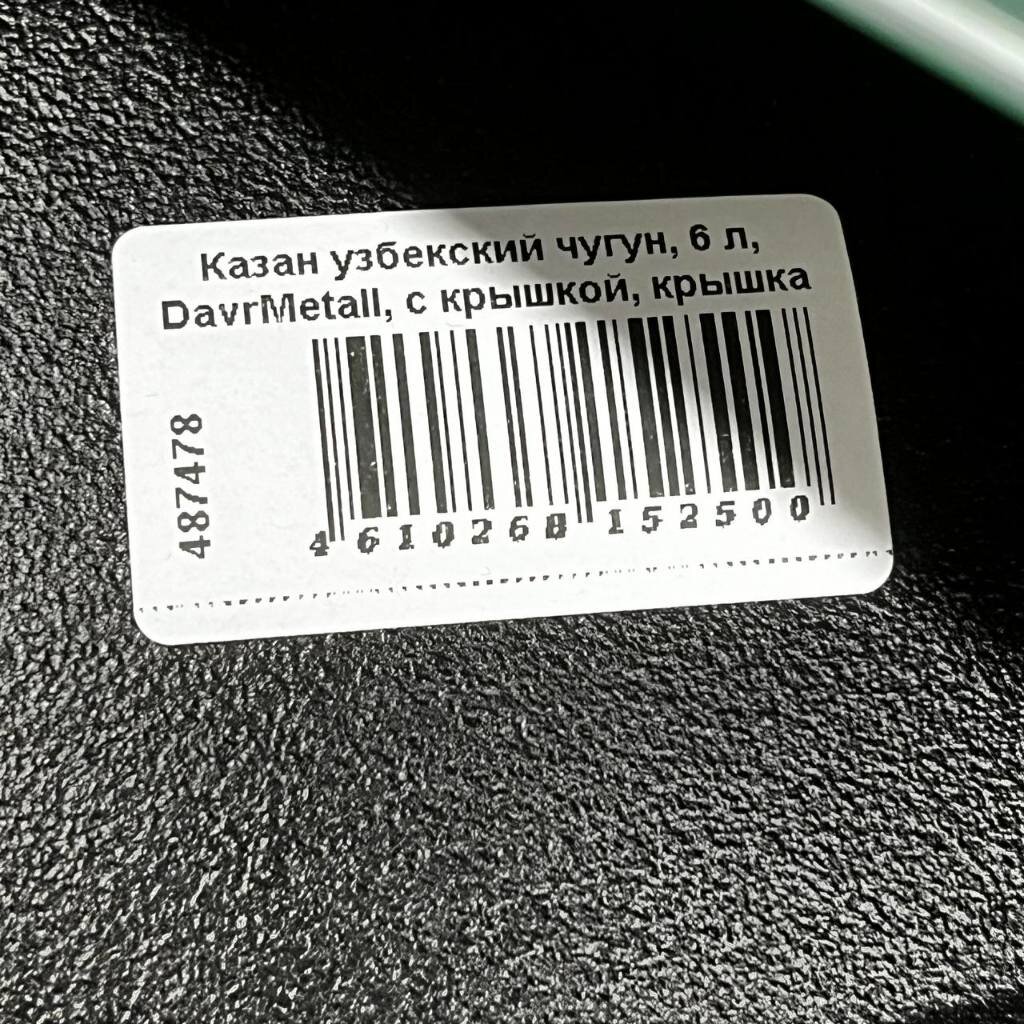 Казан узбекский чугун, 6 л,
DavrMetall, с крышкой, крышка
487478
4 610268 152500